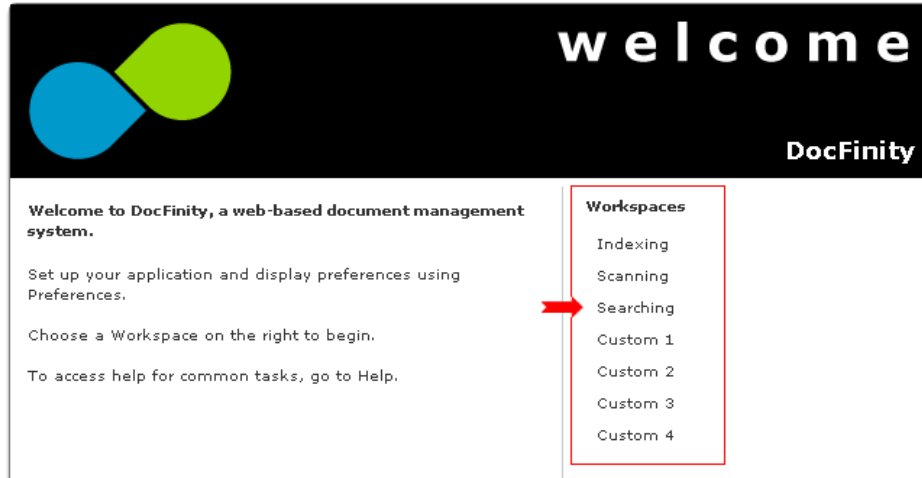 welcome
DocFinity
Welcome to DocFinity, a web-based document management
system.
Set up your application and display preferences using
Preferences.
Choose a Workspace on the right to begin.
To access help for common tasks, go to Help.
Workspaces
Indexing
Scanning
Searching
Custom 1
Custom 2
Custom 3
Custom 4